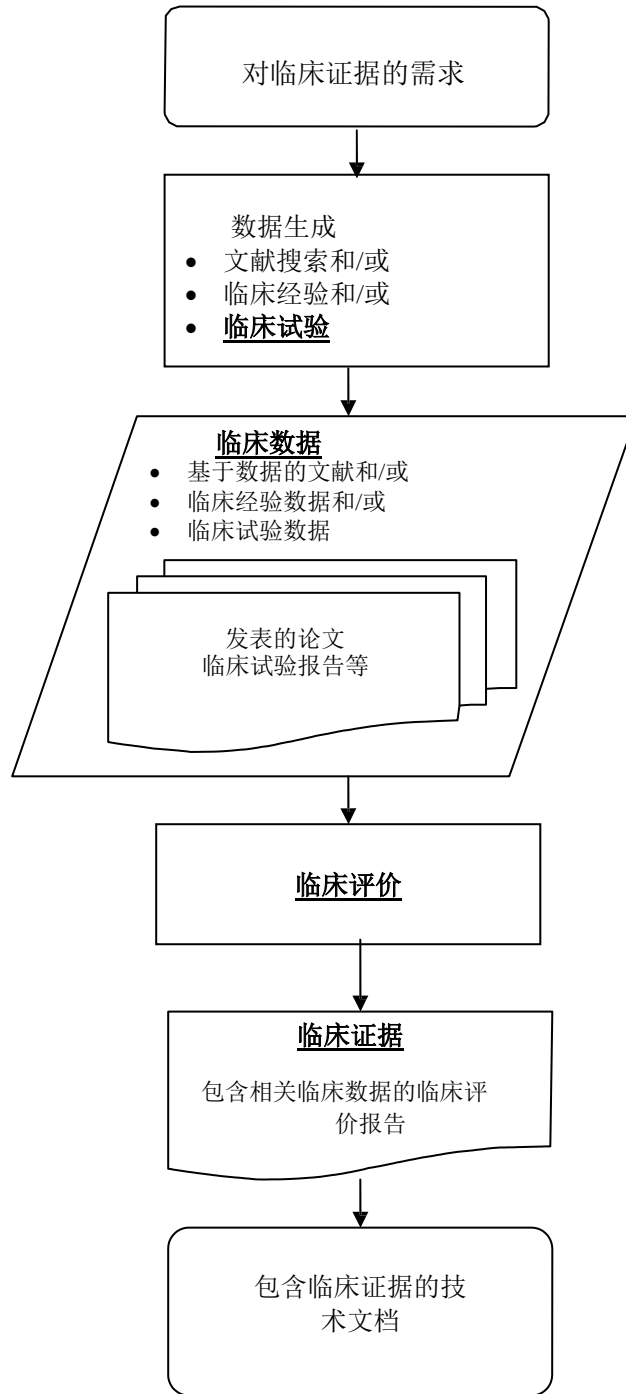 对临床证据的需求
数据生成
• 文献搜索和/或
• 临床经验和/或
• 临床试验
临床数据
• 基于数据的文献和/或
• 临床经验数据和/或
• 临床试验数据
发表的论文
临床试验报告等
临床评价
临床证据
包含相关临床数据的临床评
价报告
包含临床证据的技
术文档